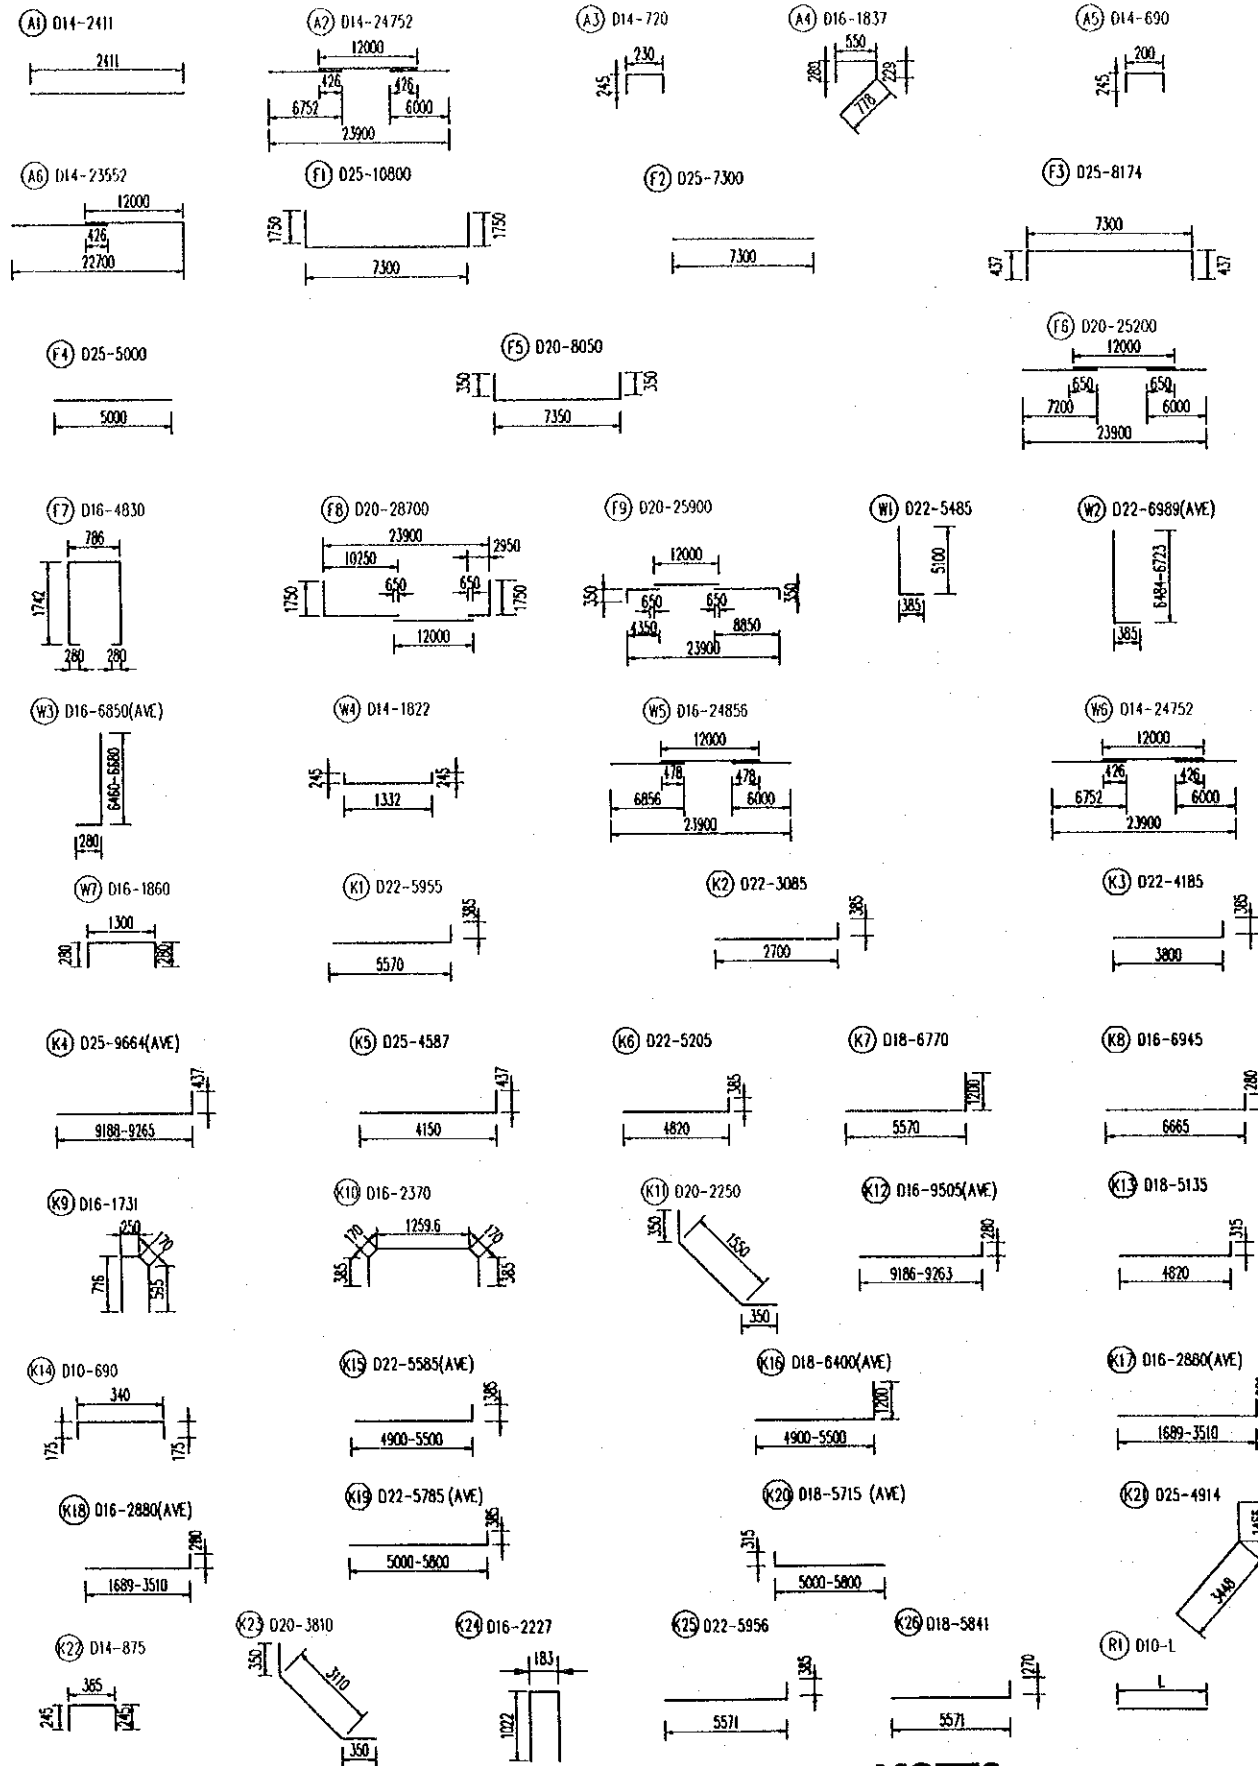 A1 D14-2411
2411
A2 D14-24752
12000
426 426
6752 6000
23900
A3 D14-720
230
245
A4 D16-1837
550
280 229
778
A5 D14-690
200
245
A6 D14-23552
12000
426
22700
F1 D25-10800
1750 1750
7300
F2 D25-7300
7300
F3 D25-8174
7300
437 437
F4 D25-5000
5000
F5 D20-8050
350 350
7350
F6 D20-25200
12000
650 650
7200 6000
23900
F7 D16-4830
786
1742
280 280
F8 D20-28700
23900
10250 2950
650 650
1750 1750
12000
F9 D20-25900
12000
350 350
650 650
4350 8850
23900
W1 D22-5485
5100
385
W2 D22-6989(AVE)
6484-6723
385
W3 D16-6850(AVE)
6460-6680
280
W4 D14-1822
245 245
1332
W5 D16-24856
12000
478 478
6856 6000
23900
W6 D14-24752
12000
426 426
6752 6000
23900
W7 D16-1860
1300
280 280
K1 D22-5955
385
5570
K2 D22-3085
385
2700
K3 D22-4185
385
3800
K4 D25-9664(AVE)
437
9188-9265
K5 D25-4587
437
4150
K6 D22-5205
385
4820
K7 D18-6770
1200
5570
K8 D16-6945
280
6665
K9 D16-1731
250 170
716 595
K10 D16-2370
170 1259.6 170
385 385
K11 D20-2250
350 1550
350
K12 D16-9505(AVE)
280
9186-9263
K13 D18-5135
315
4820
K14 D10-690
340
175 175
K15 D22-5585(AVE)
385
4900-5500
K16 D18-6400(AVE)
1200
4900-5500
K17 D16-2880(AVE)
1689-3510
K18 D16-2880(AVE)
280
1689-3510
K19 D22-5785 (AVE)
385
5000-5800
K20 D18-5715 (AVE)
315
5000-5800
K21 D25-4914
3448
K22 D14-875
385
245 245
K23 D20-3810
350 3110
350
K24 D16-2227
183
1022
K25 D22-5956
385
5571
K26 D18-5841
1270
5571
R1 D10-L
L